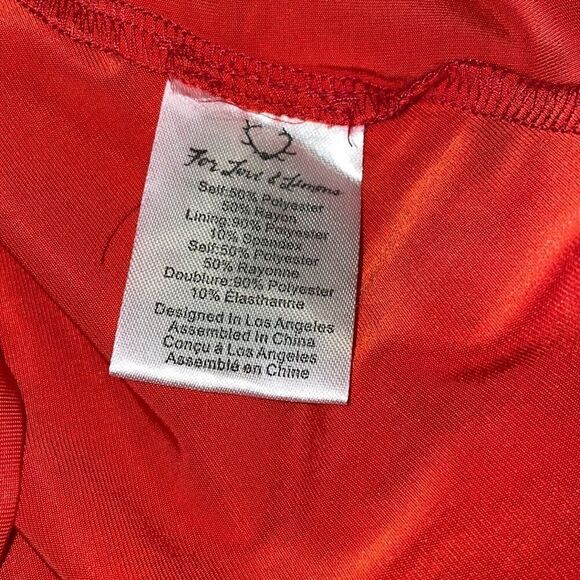 For Love & Lemons
Self:50% Polyester
50% Rayon
Lining:90% Polyester
10% Spandex
Self:50% Polyester
50% Rayonne
Doublure:90% Polyester
10% Élasthanne
Designed in Los Angeles
Assembled in China
Conçu à Los Angeles
Assemblé en Chine